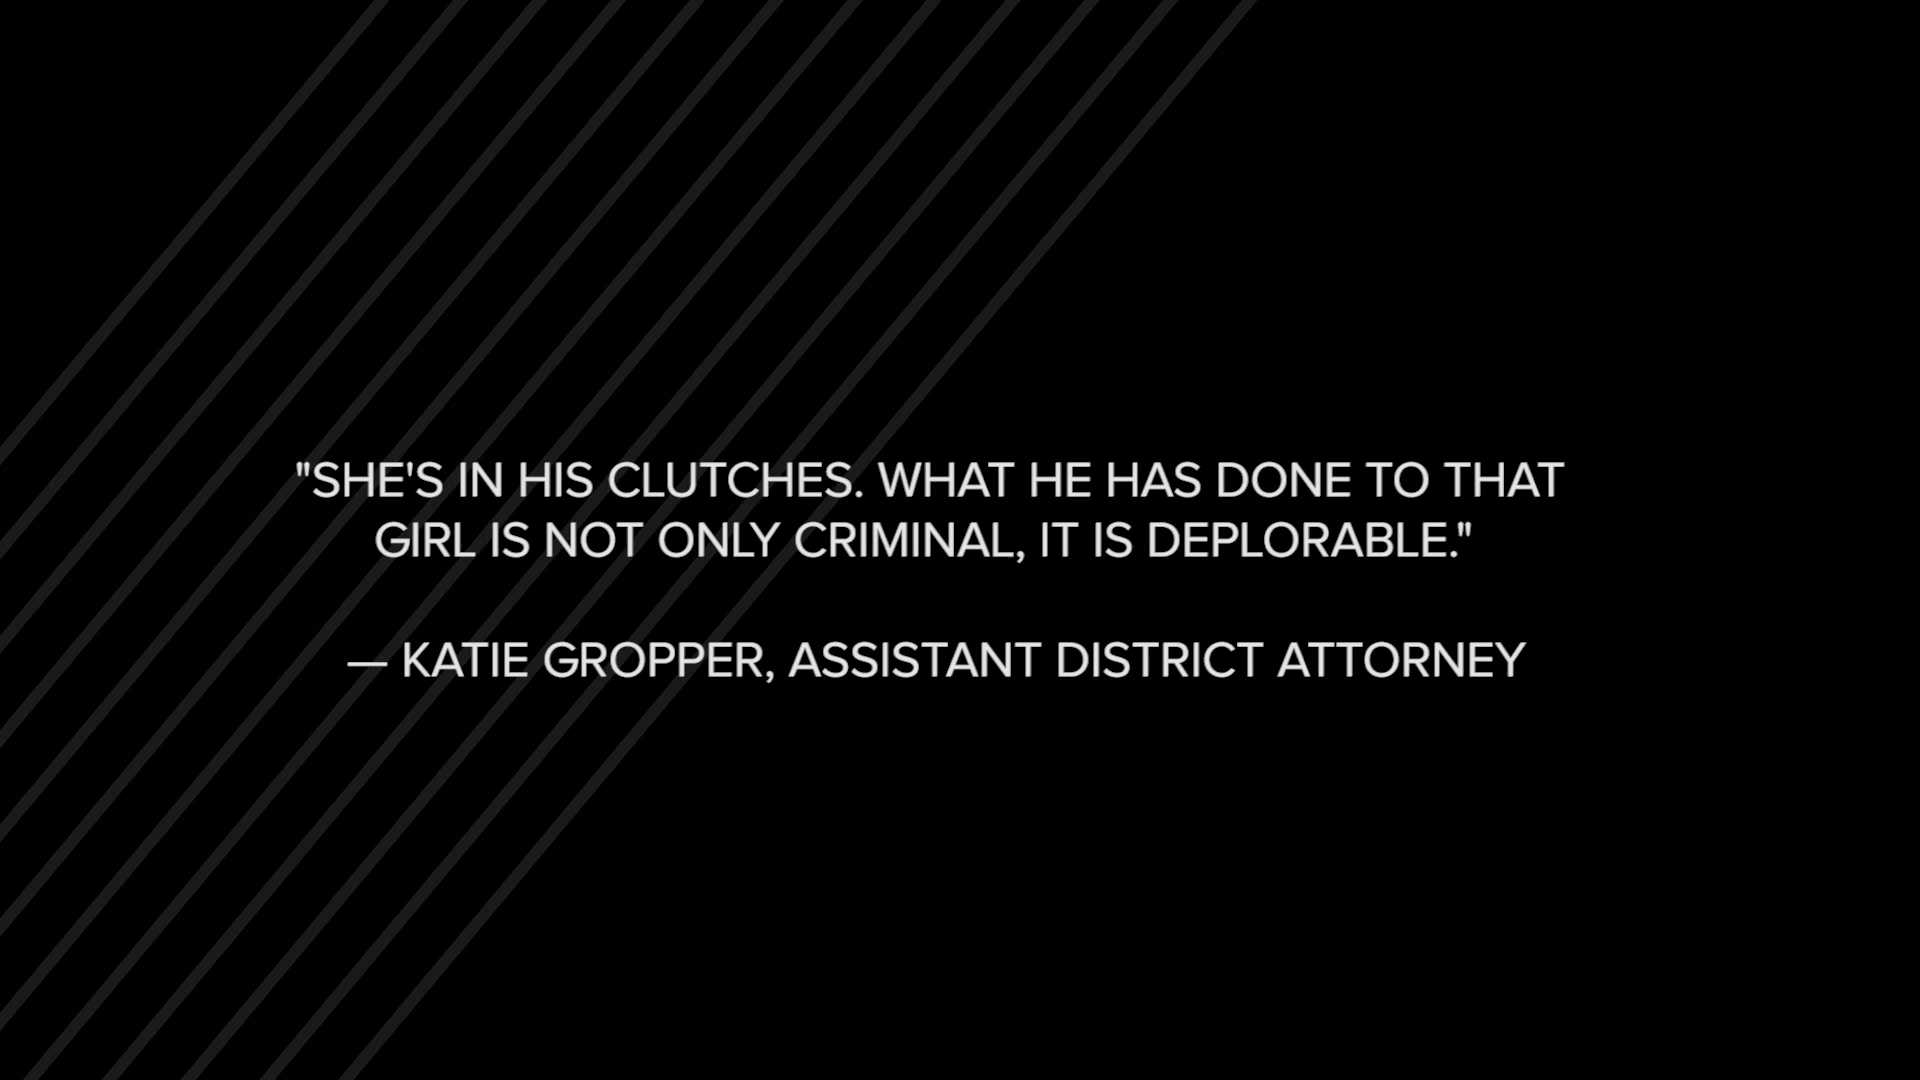 "SHE'S IN HIS CLUTCHES. WHAT HE HAS DONE TO THAT
GIRL IS NOT ONLY CRIMINAL, IT IS DEPLORABLE."
— KATIE GROPPER, ASSISTANT DISTRICT ATTORNEY